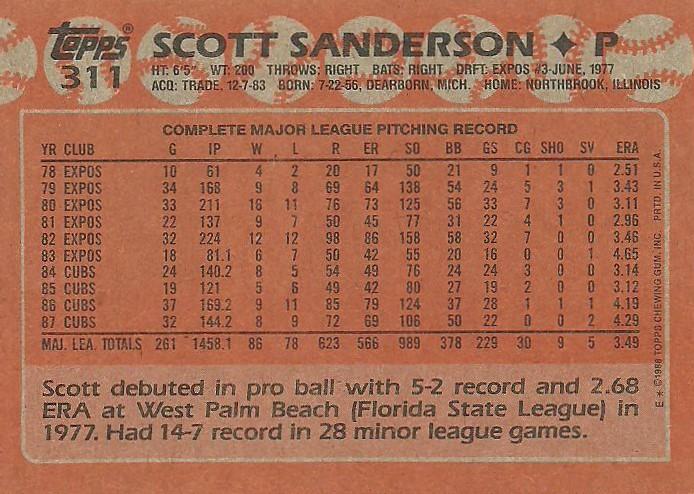 Topps® SCOTT SANDERSON ✦ P
311 HT: 6'5" WT: 200 THROWS: RIGHT BATS: RIGHT DRFT: EXPOS #3-JUNE, 1977
ACQ: TRADE, 12-7-83 BORN: 7-22-56, DEARBORN, MICH. HOME: NORTHBROOK, ILLINOIS
COMPLETE MAJOR LEAGUE PITCHING RECORD
YR CLUB G IP W L R ER SO BB GS CG SHO SV ERA
78 EXPOS 10 61 4 2 20 17 50 21 9 1 1 0 2.51
79 EXPOS 34 168 9 8 69 64 138 54 24 5 3 1 3.43
80 EXPOS 33 211 16 11 76 73 125 56 33 7 3 0 3.11
81 EXPOS 22 137 9 7 50 45 77 31 22 4 1 0 2.96
82 EXPOS 32 224 12 12 98 86 158 58 32 7 0 0 3.46
83 EXPOS 18 81.1 6 7 50 42 55 20 16 0 0 1 4.65
84 CUBS 24 140.2 8 5 54 49 76 24 24 3 0 0 3.14
85 CUBS 19 121 5 6 49 42 80 27 19 2 0 0 3.12
86 CUBS 37 169.2 9 11 85 79 124 37 28 1 1 1 4.19
87 CUBS 32 144.2 8 9 72 69 106 50 22 0 0 2 4.29
MAJ. LEA. TOTALS 261 1458.1 86 78 623 566 989 378 229 30 9 5 3.49
Scott debuted in pro ball with 5-2 record and 2.68
ERA at West Palm Beach (Florida State League) in
1977. Had 14-7 record in 28 minor league games.
E * ©1988 TOPPS CHEWING GUM, INC. PRTD. IN U.S.A.